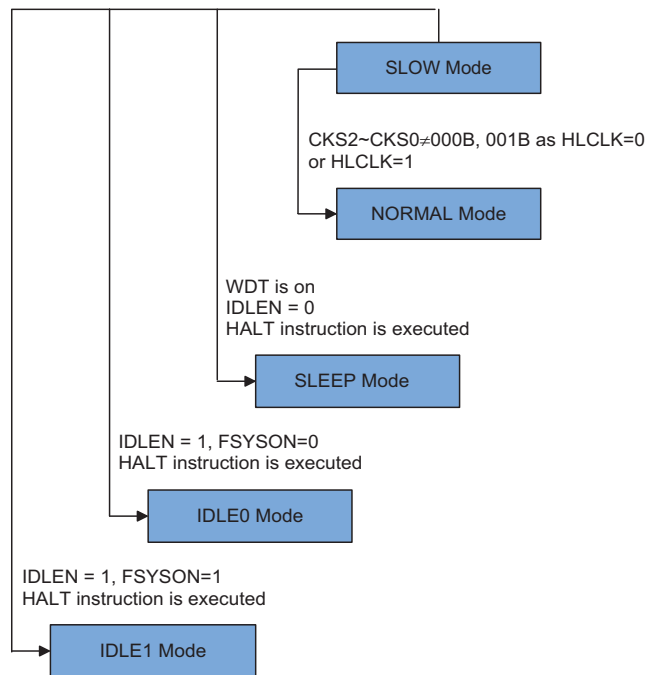 SLOW Mode
CKS2~CKS0≠000B, 001B as HLCLK=0
or HLCLK=1
NORMAL Mode
WDT is on
IDLEN = 0
HALT instruction is executed
SLEEP Mode
IDLEN = 1, FSYSON=0
HALT instruction is executed
IDLE0 Mode
IDLEN = 1, FSYSON=1
HALT instruction is executed
IDLE1 Mode